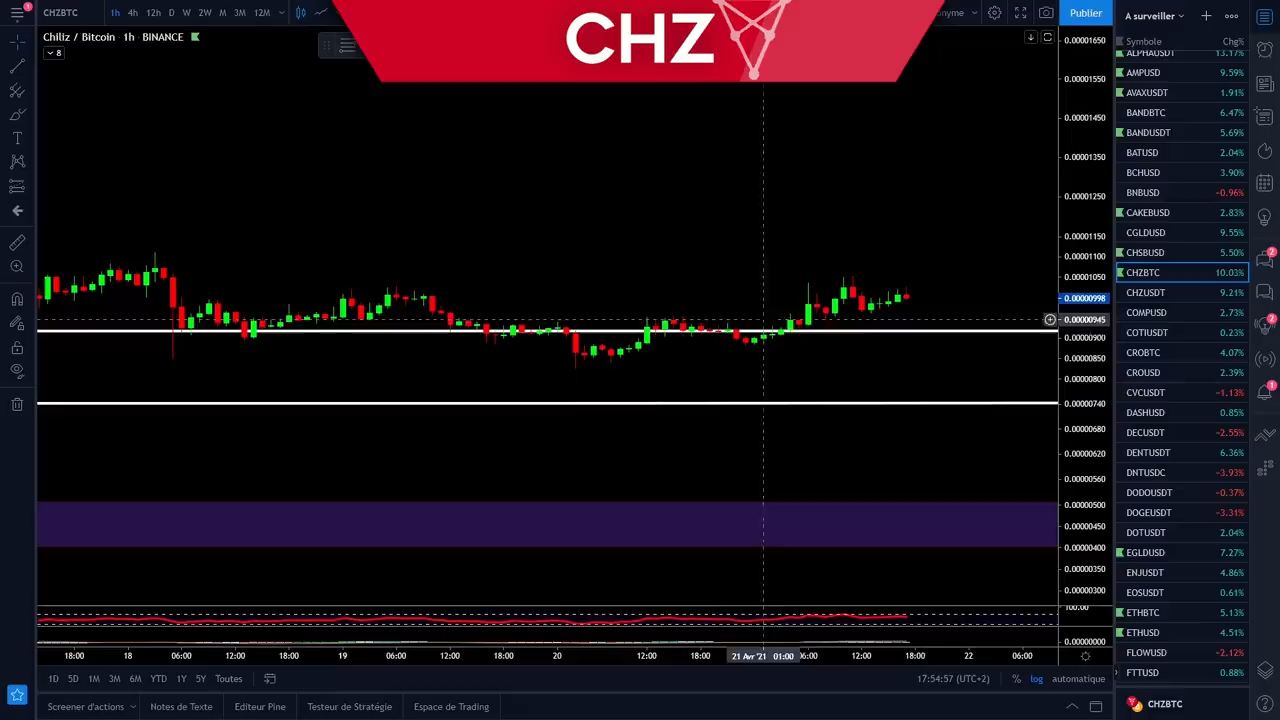 CHZBTC
1h 4h 12h D W 2W M 3M 12M
CHZ
nyme
Publier
Chiliz / Bitcoin · 1h · BINANCE
8
0.00001650
0.00001550
0.00001450
0.00001350
0.00001250
0.00001150
0.00001100
0.00001050
0.00000998
0.00000945
0.00000900
0.00000850
0.00000800
0.00000740
0.00000680
0.00000620
0.00000560
0.00000500
0.00000450
0.00000400
0.00000350
0.00000300
100.00
0.00000000
18:00 18 06:00 12:00 18:00 19 06:00 12:00 18:00 20 12:00 18:00 21 Avr '21 01:00 06:00 12:00 18:00 22 06:00
1D 5D 1M 3M 6M YTD 1Y 5Y Toutes
17:54:57 (UTC+2) % log automatique
Screener d'actions Notes de Texte Editeur Pine Testeur de Stratégie Espace de Trading
A surveiller
Symbole Chg%
ALPHAUSDT 13.17%
AMPUSD 9.59%
AVAXUSDT 1.91%
BANDBTC 6.47%
BANDUSDT 5.69%
BATUSD 2.04%
BCHUSD 3.90%
BNBUSD −0.96%
CAKEBUSD 2.83%
CGLDUSD 9.55%
CHSBUSD 5.50%
CHZBTC 10.03%
CHZUSDT 9.21%
COMPUSD 2.73%
COTIUSDT 0.23%
CROBTC 4.07%
CROUSD 2.39%
CVCUSDT −1.13%
DASHUSD 0.85%
DECUSDT −2.55%
DENTUSDT 6.36%
DNTUSDC −3.93%
DODOUSDT −0.37%
DOGEUSDT −3.31%
DOTUSDT 2.04%
EGLDUSD 7.27%
ENJUSDT 4.86%
EOSUSDT 0.61%
ETHBTC 5.13%
ETHUSD 4.51%
FLOWUSD −2.12%
FTTUSD 0.88%
CHZBTC
1
2
2
1